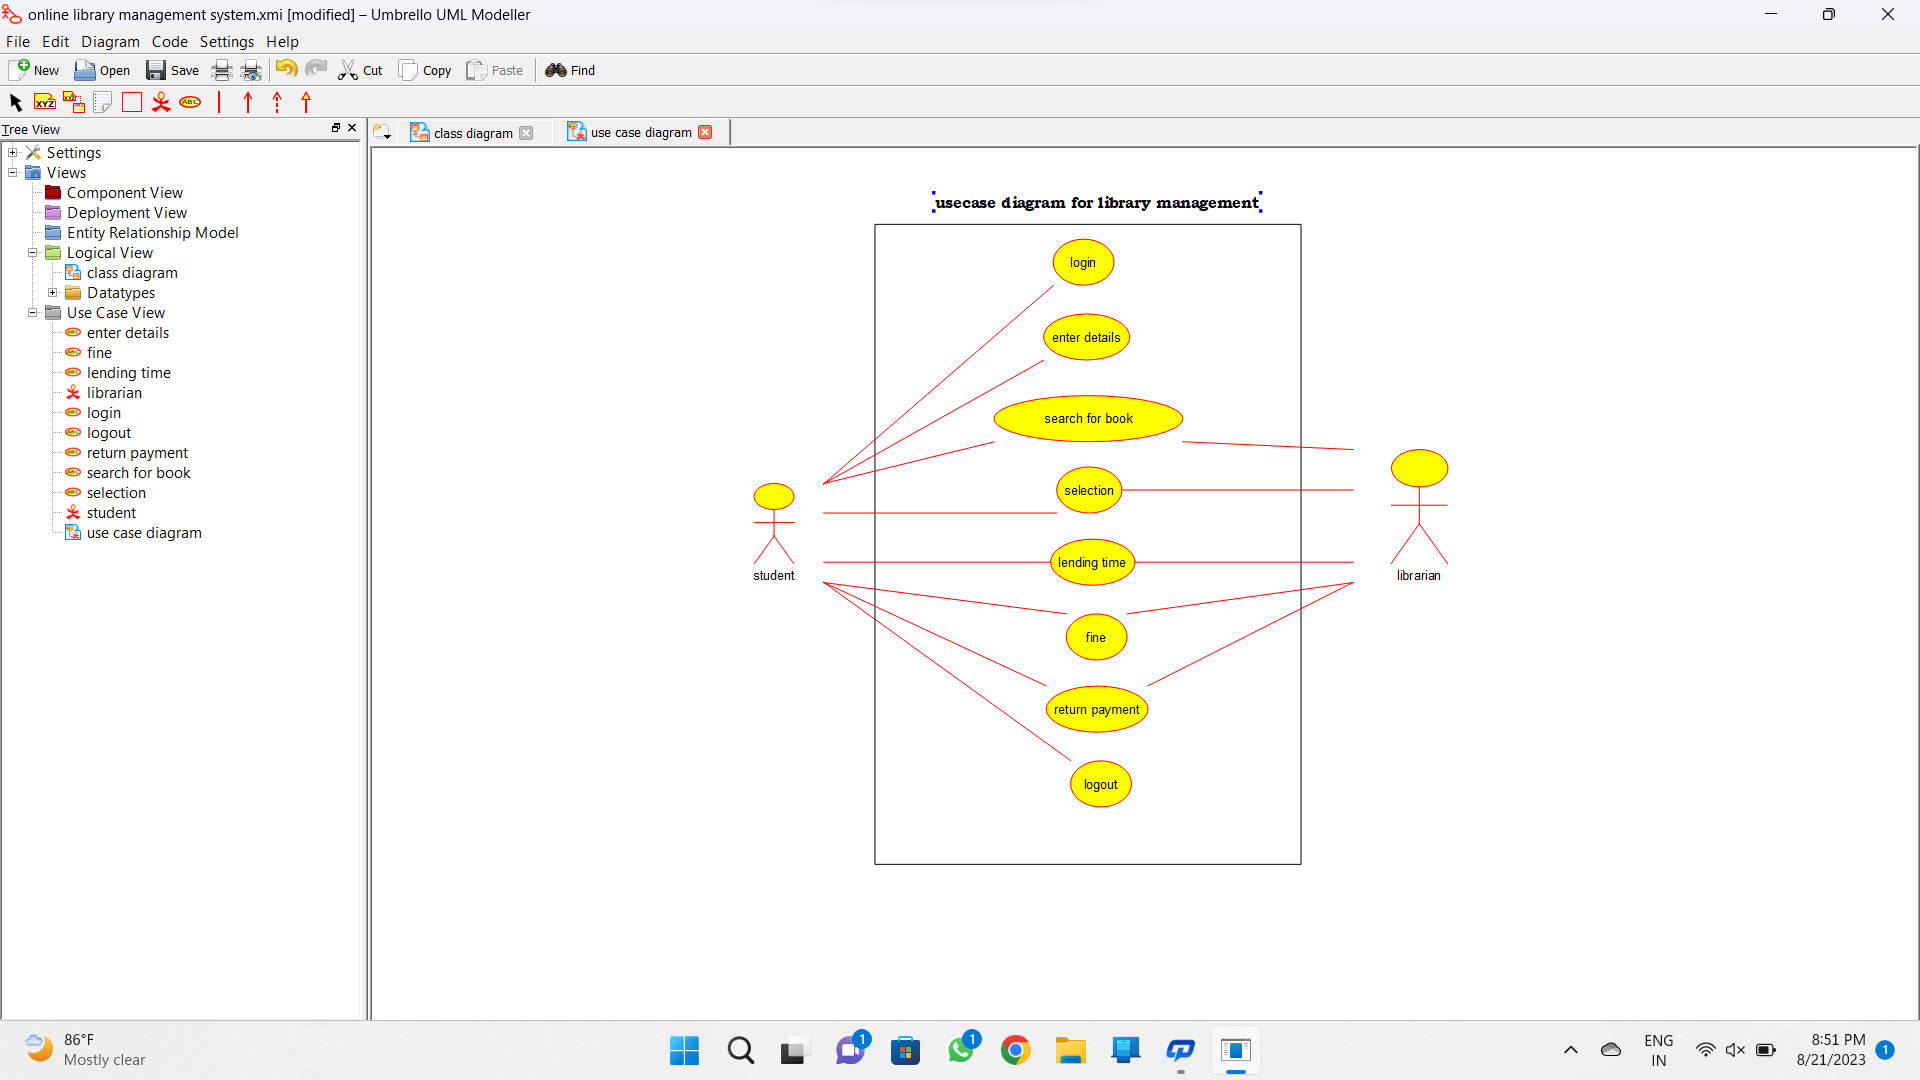 online library management system.xmi [modified] – Umbrello UML Modeller
File Edit Diagram Code Settings Help
New Open Save Cut Copy Paste Find
XYZ XYZ ABC
Tree View
class diagram use case diagram
Settings
Views
Component View
Deployment View
Entity Relationship Model
Logical View
class diagram
Datatypes
Use Case View
enter details
fine
lending time
librarian
login
logout
return payment
search for book
selection
student
use case diagram
usecase diagram for library management
login
enter details
search for book
selection
lending time
student
librarian
fine
return payment
logout
86°F
Mostly clear
1
1
ENG
IN
8:51 PM
8/21/2023
1